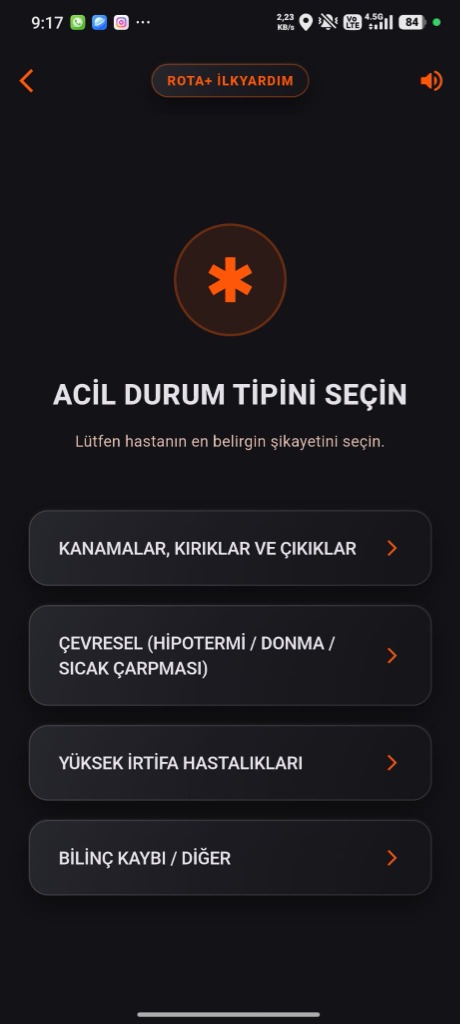 9:17
2,23
KB/s
Vo
LTE
4.5G
84
ROTA+ İLKYARDIM
ACİL DURUM TİPİNİ SEÇİN
Lütfen hastanın en belirgin şikayetini seçin.
KANAMALAR, KIRIKLAR VE ÇIKIKLAR
ÇEVRESEL (HİPOTERMİ / DONMA /
SICAK ÇARPMASI)
YÜKSEK İRTİFA HASTALIKLARI
BİLİNÇ KAYBI / DİĞER